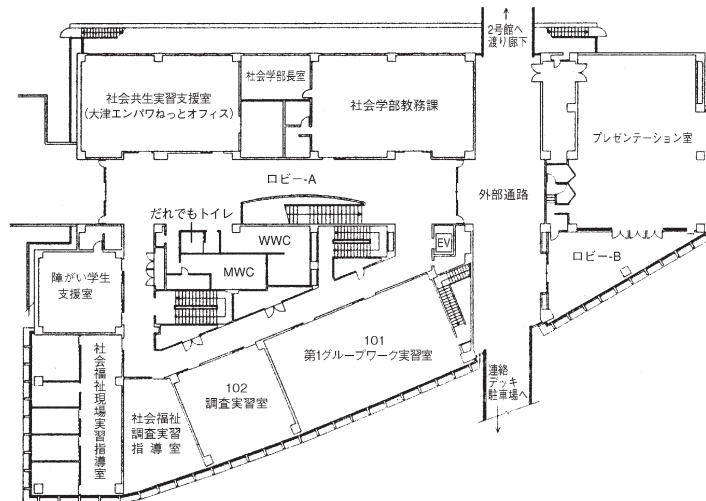 2号館へ
渡り廊下
社会学部長室
社会共生実習支援室
(大津エンパワねっとオフィス)
社会学部教務課
プレゼンテーション室
ロビー-A
外部通路
だれでもトイレ
WWC
EV
MWC
ロビー-B
障がい学生
支援室
101
第1グループワーク実習室
社会福祉現場実習指導室
102
調査実習室
連絡
デッキ
駐車場へ
社会福祉
調査実習
指導室